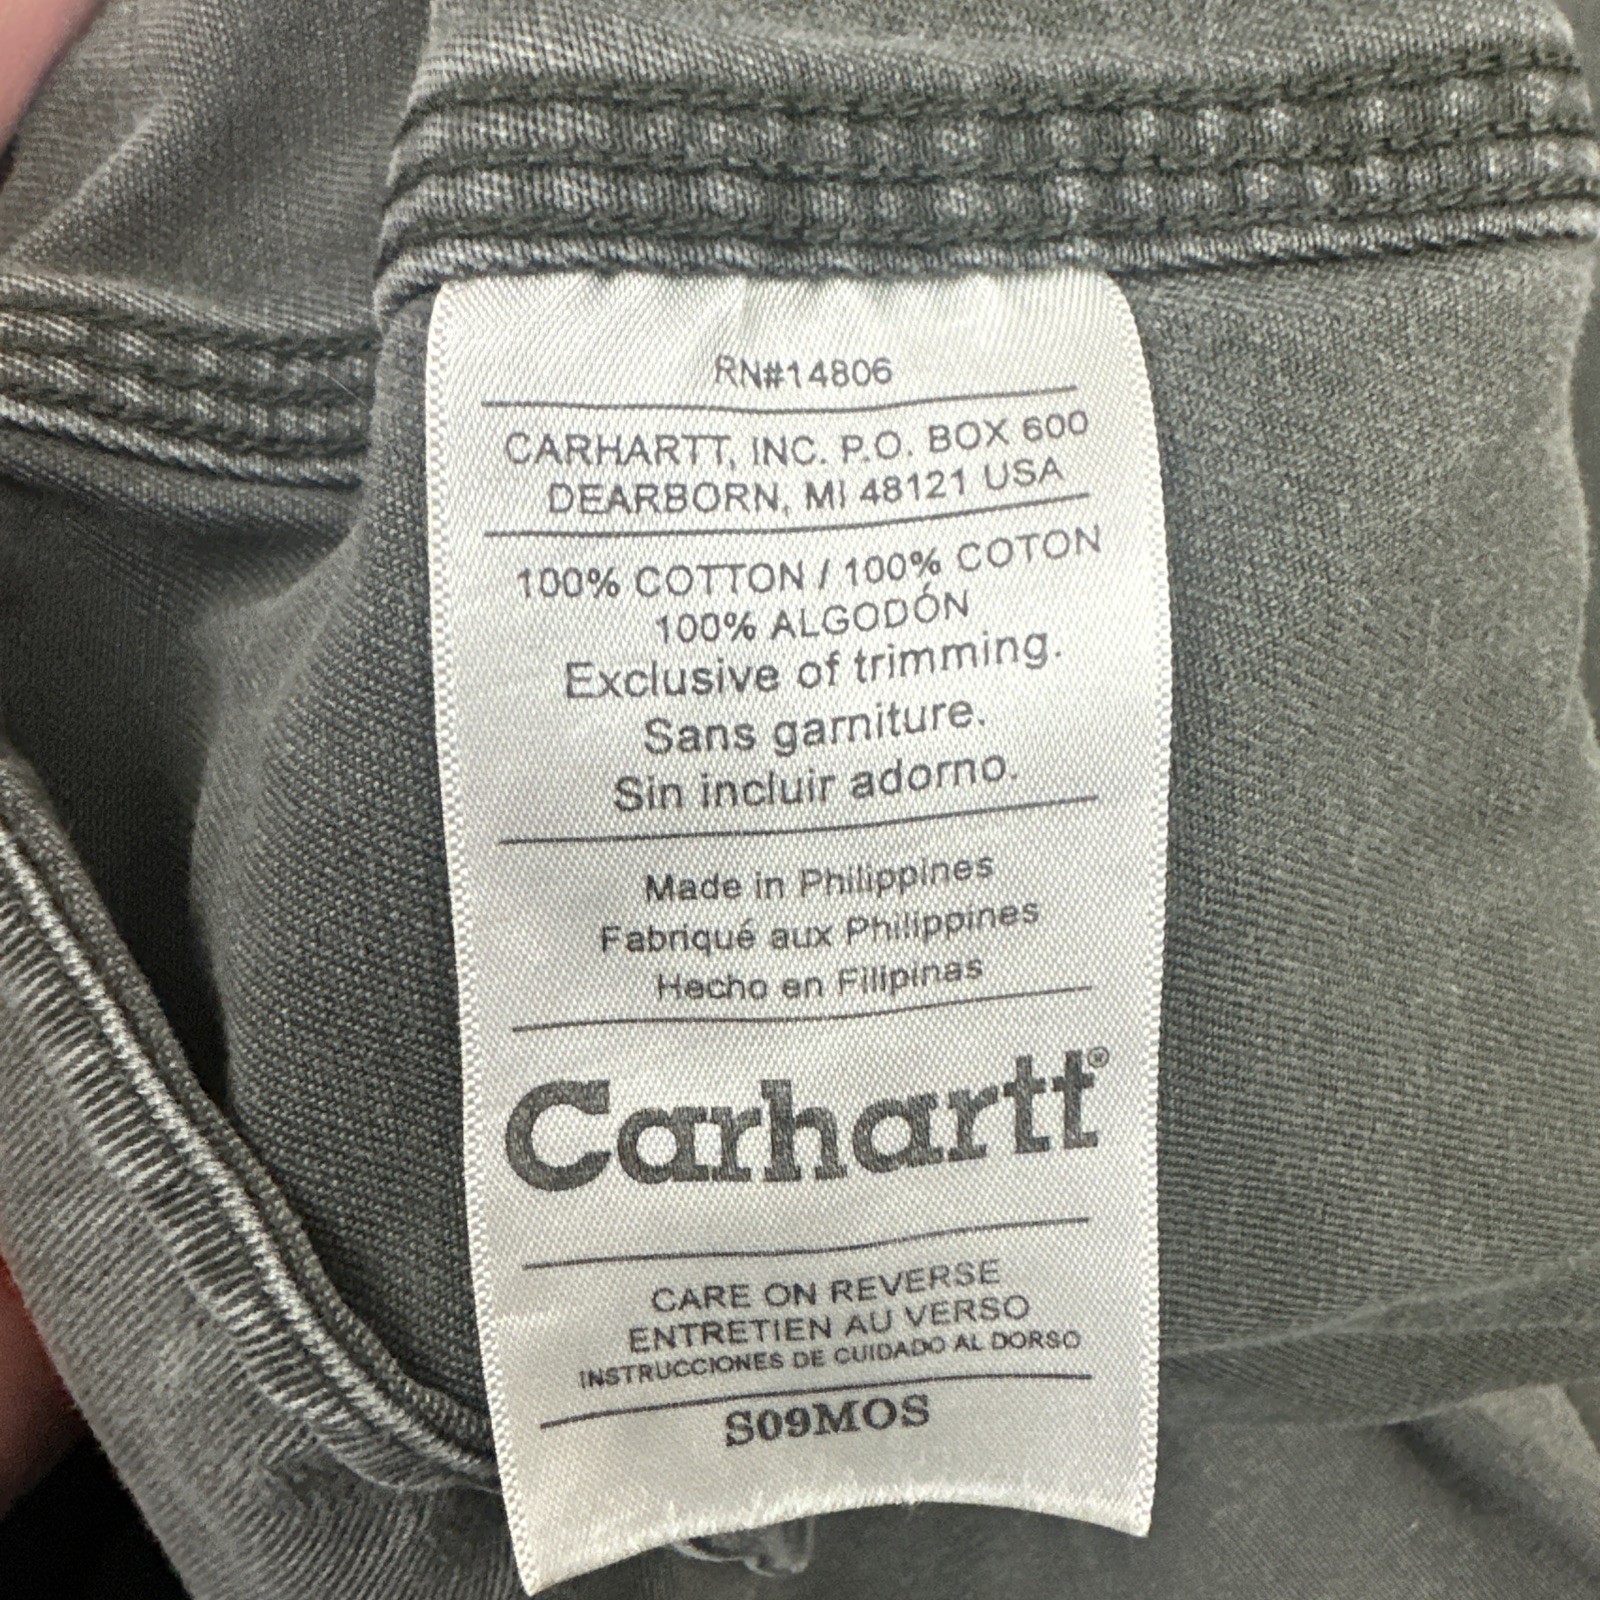 RN#14806
CARHARTT, INC. P.O. BOX 600
DEARBORN, MI 48121 USA
100% COTTON / 100% COTON
100% ALGODÓN
Exclusive of trimming.
Sans garniture.
Sin incluir adorno.
Made in Philippines
Fabriqué aux Philippines
Hecho en Filipinas
Carhartt®
CARE ON REVERSE
ENTRETIEN AU VERSO
INSTRUCCIONES DE CUIDADO AL DORSO
S09MOS